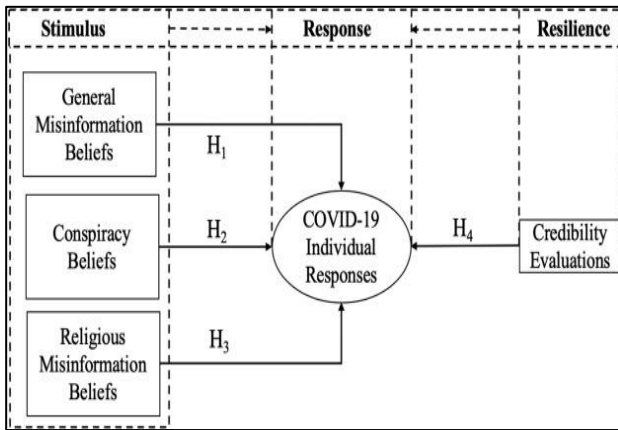 Stimulus
Response
Resilience
General
Misinformation
Beliefs
H₁
Conspiracy
Beliefs
H₂
COVID-19
Individual
Responses
H₄
Credibility
Evaluations
Religious
Misinformation
Beliefs
H₃